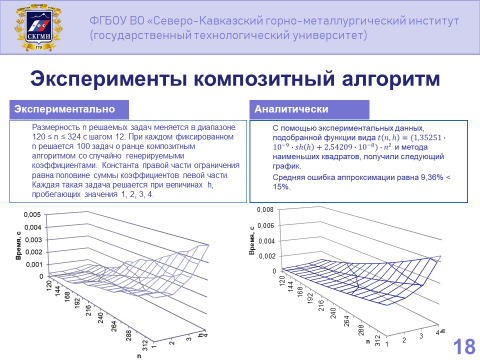 ФГБОУ ВО «Северо-Кавказский горно-металлургический институт
(государственный технологический университет)
СКГМИ
Эксперименты композитный алгоритм
Экспериментально
Размерность n решаемых задач меняется в диапазоне
120 ≤ n ≤ 324 с шагом 12. При каждом фиксированном
n решается 100 задач о ранце композитным
алгоритмом со случайно генерируемыми
коэффициентами. Константа правой части ограничения
равна половине суммы коэффициентов левой части.
Каждая такая задача решается при величинах h,
пробегающих значения 1, 2, 3, 4.
Аналитически
С помощью экспериментальных данных,
подобранной функции вида t(n, h) = (1,35251 ·
10⁻⁹ · sh(h) + 2,54209 · 10⁻⁸) · n² и метода
наименьших квадратов, получили следующий
график.
Средняя ошибка аппроксимации равна 9,36% <
15%.
Время, с
0,005
0,004
0,003
0,002
0,001
0
120
144
168
192
216
240
264
288
312
n
1
2
3
4
h
Время, с
0,008
0,006
0,004
0,002
0
120
144
168
192
216
240
264
288
312
n
1
2
3
4
18